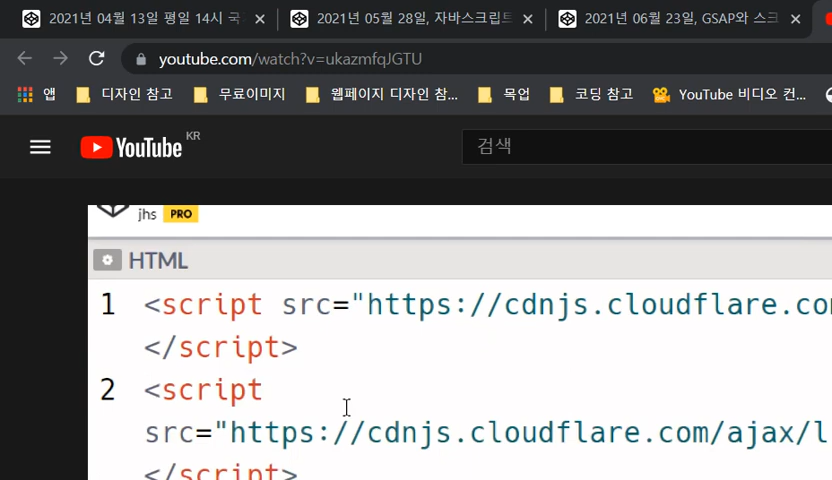 2021년 04월 13일 평일 14시 국
2021년 05월 28일, 자바스크립트
2021년 06월 23일, GSAP와 스크
youtube.com/watch?v=ukazmfqJGTU
앱
디자인 참고
무료이미지
웹페이지 디자인 참...
목업
코딩 참고
YouTube 비디오 컨...
YouTube KR
검색
jhs PRO
HTML
1 <script src="https://cdnjs.cloudflare.com
</script>
2 <script
src="https://cdnjs.cloudflare.com/ajax/l
</script>